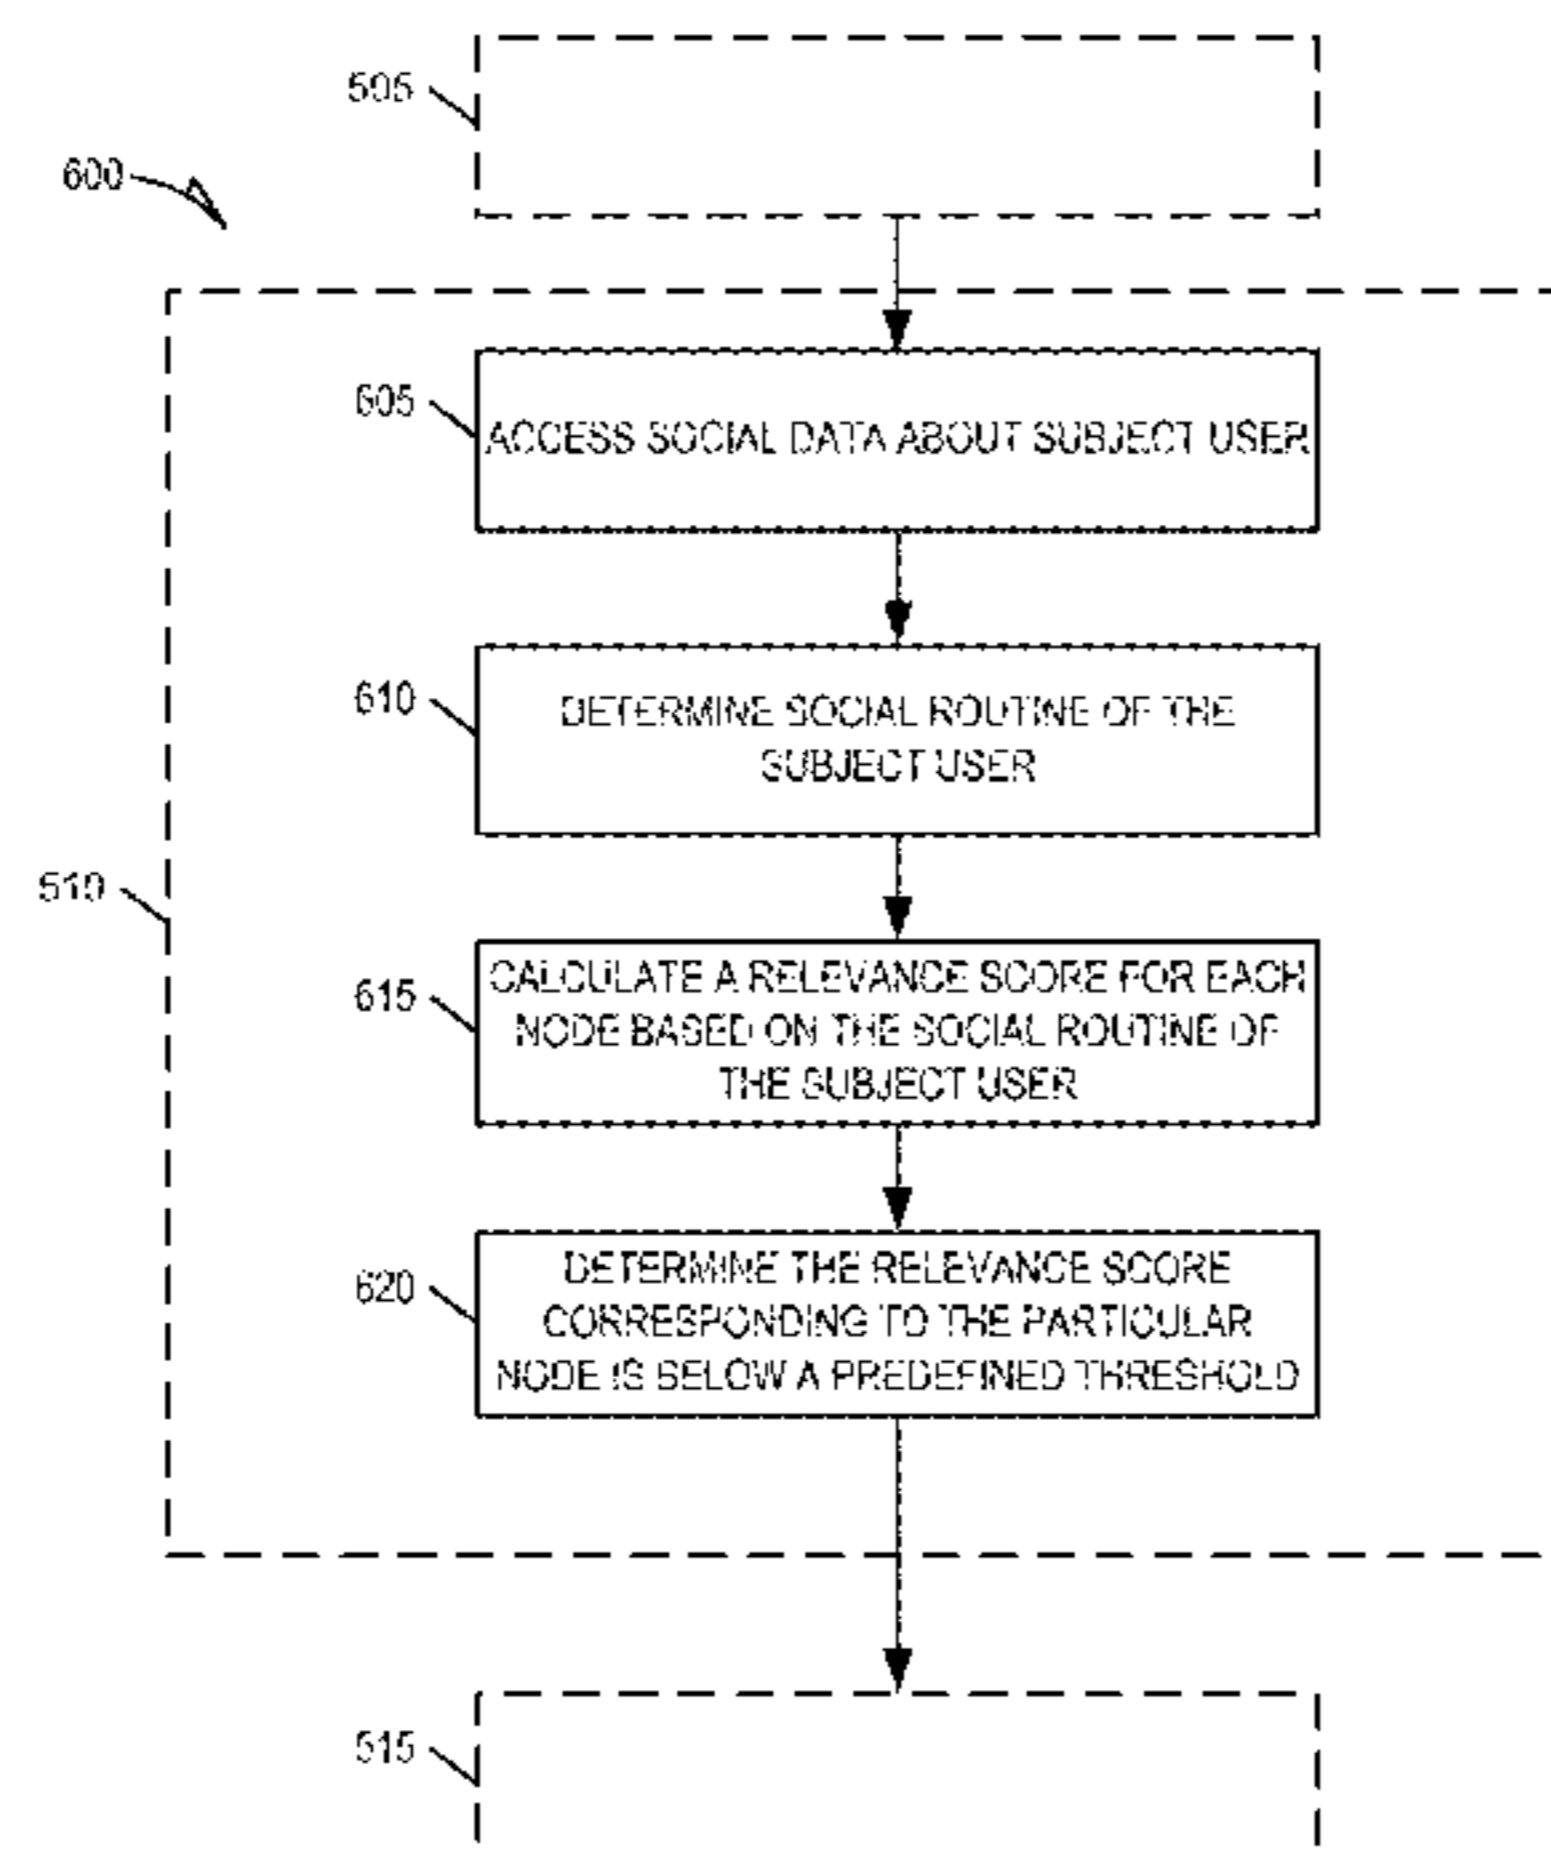 505
600
605
ACCESS SOCIAL DATA ABOUT SUBJECT USER
610
DETERMINE SOCIAL ROUTINE OF THE
SUBJECT USER
510
615
CALCULATE A RELEVANCE SCORE FOR EACH
NODE BASED ON THE SOCIAL ROUTINE OF
THE SUBJECT USER
620
DETERMINE THE RELEVANCE SCORE
CORRESPONDING TO THE PARTICULAR
NODE IS BELOW A PREDEFINED THRESHOLD
515